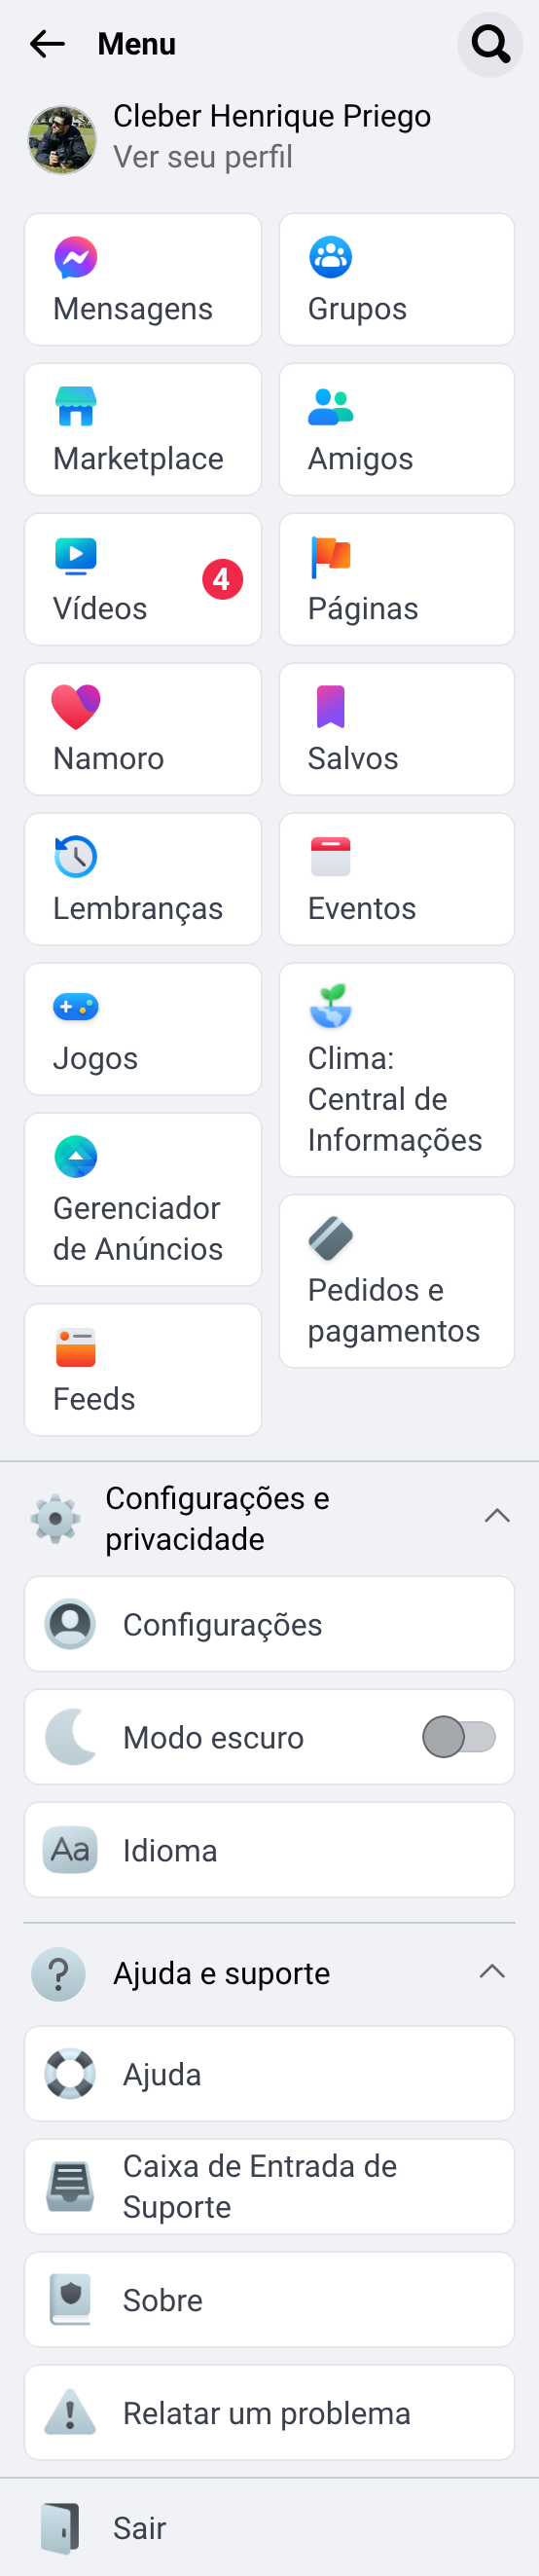 Menu
Cleber Henrique Priego
Ver seu perfil
Mensagens
Grupos
Marketplace
Amigos
Vídeos
4
Páginas
Namoro
Salvos
Lembranças
Eventos
Jogos
Clima:
Central de
Informações
Gerenciador
de Anúncios
Pedidos e
pagamentos
Feeds
Configurações e
privacidade
Configurações
Modo escuro
Aa
Idioma
?
Ajuda e suporte
Ajuda
Caixa de Entrada de
Suporte
Sobre
Relatar um problema
Sair